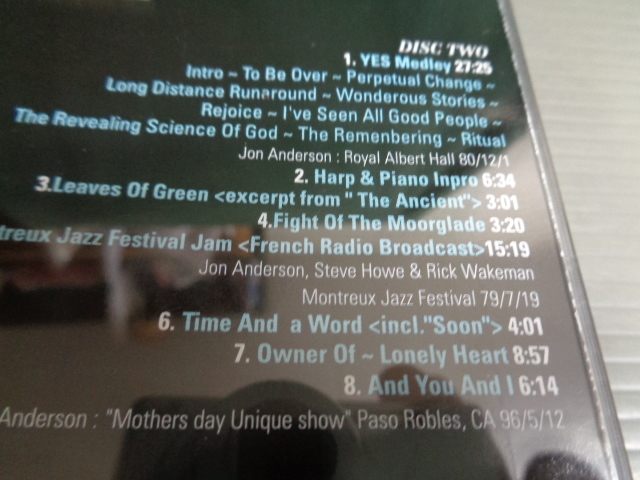 DISC TWO
1. YES Medley 27:25
Intro ~ To Be Over ~ Perpetual Change ~
Long Distance Runaround ~ Wonderous Stories ~
Rejoice ~ I've Seen All Good People ~
The Revealing Science Of God ~ The Remenbering ~ Ritual
Jon Anderson : Royal Albert Hall 80/12/1
2. Harp & Piano Inpro 6:34
3.Leaves Of Green <excerpt from " The Ancient"> 3:01
4.Fight Of The Moorglade 3:20
treux Jazz Festival Jam <French Radio Broadcast>15:19
Jon Anderson, Steve Howe & Rick Wakeman
Montreux Jazz Festival 79/7/19
6. Time And a Word <incl."Soon"> 4:01
7. Owner Of ~ Lonely Heart 8:57
8. And You And I 6:14
Anderson : "Mothers day Unique show" Paso Robles, CA 96/5/12